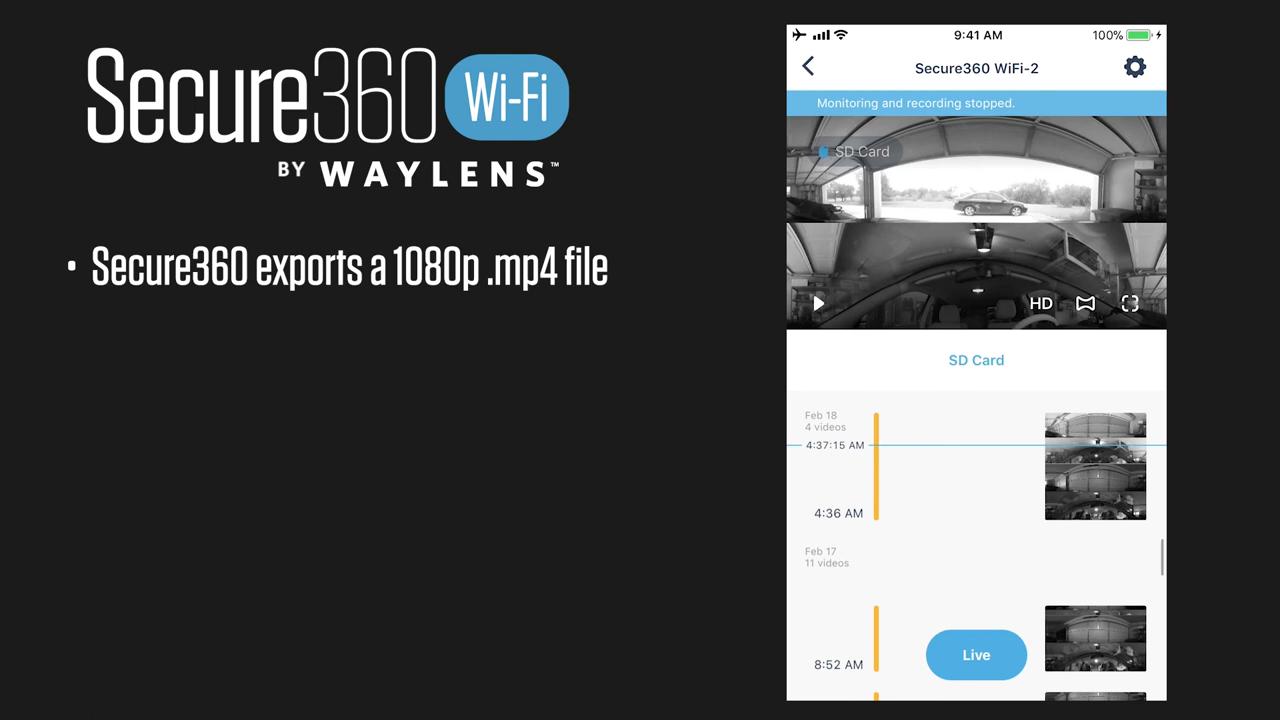 Secure360 Wi-Fi
BY WAYLENS™
• Secure360 exports a 1080p .mp4 file
9:41 AM
100%
Secure360 WiFi-2
Monitoring and recording stopped.
SD Card
HD
SD Card
Feb 18
4 videos
4:37:15 AM
4:36 AM
Feb 17
11 videos
8:52 AM
Live